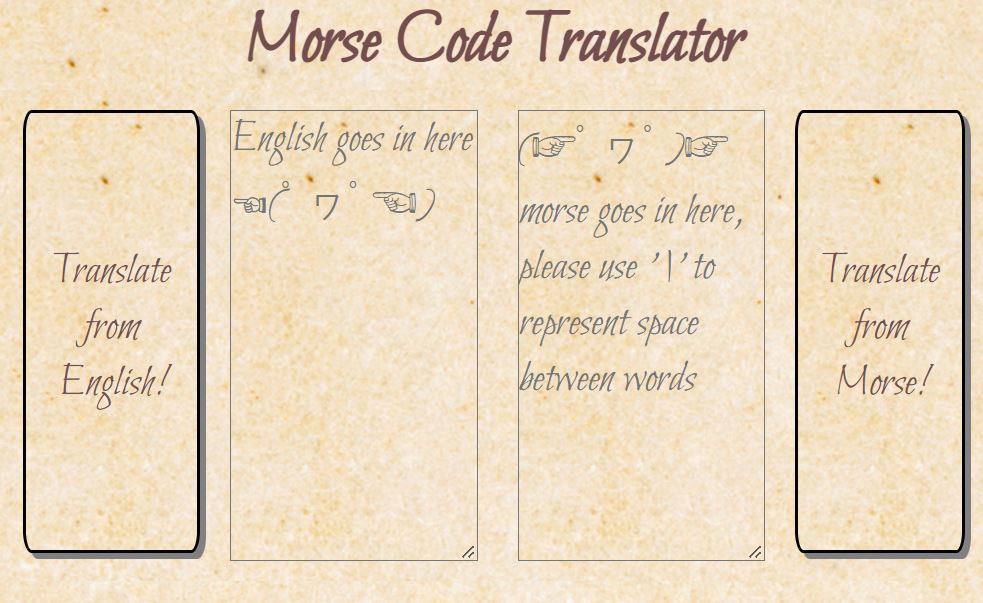 Morse Code Translator
Translate
from
English!
English goes in here
☜(゚ヮ゚☜)
(☞゚ヮ゚)☞
morse goes in here,
please use '|' to
represent space
between words
Translate
from
Morse!